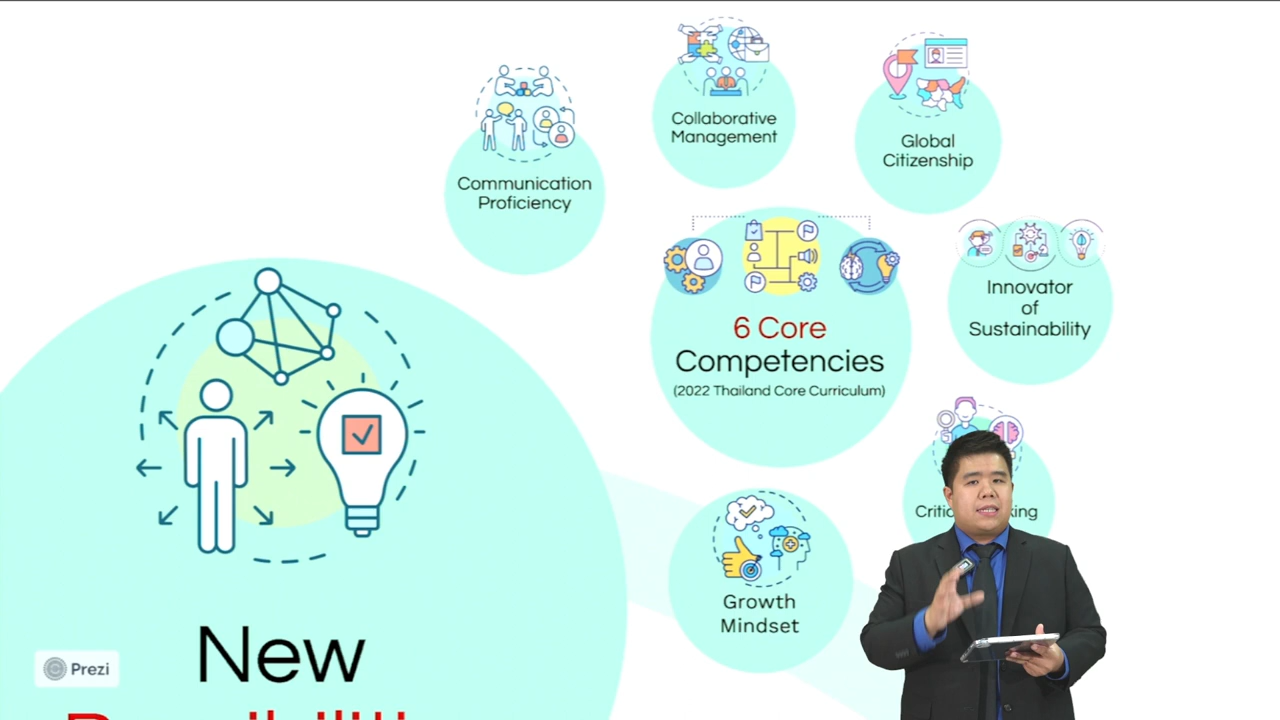 Communication
Proficiency
Collaborative
Management
Global
Citizenship
Innovator
of
Sustainability
6 Core
Competencies
(2022 Thailand Core Curriculum)
Growth
Mindset
New
Prezi